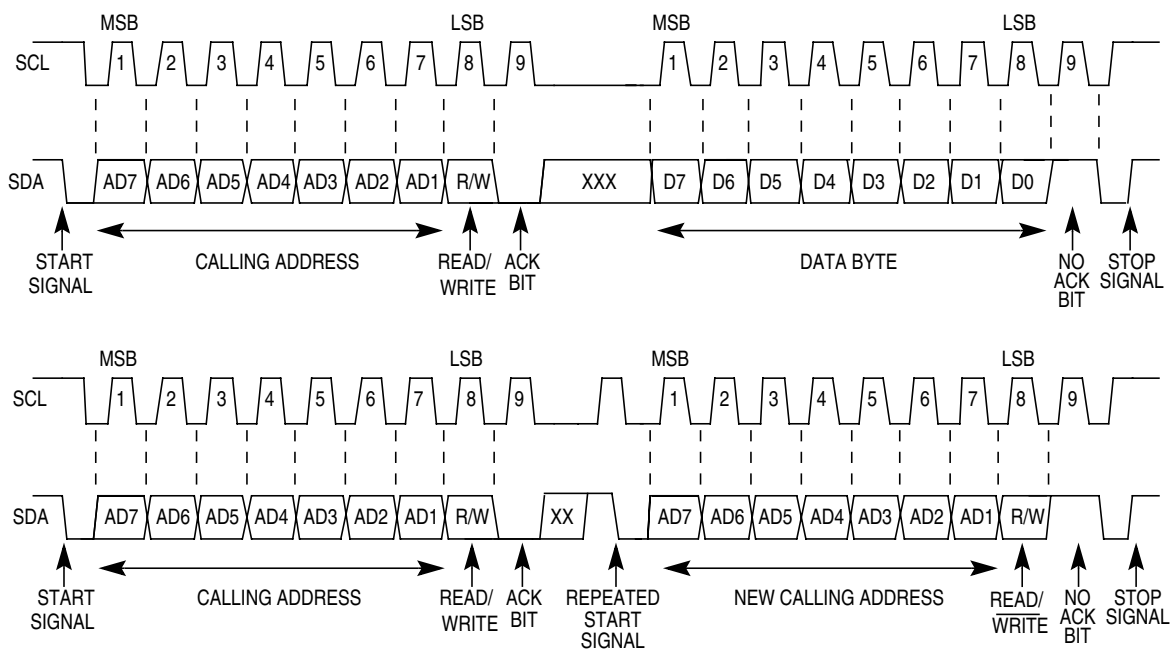 MSB LSB MSB LSB
SCL 1 2 3 4 5 6 7 8 9 1 2 3 4 5 6 7 8 9
SDA AD7 AD6 AD5 AD4 AD3 AD2 AD1 R/W XXX D7 D6 D5 D4 D3 D2 D1 D0
START SIGNAL
CALLING ADDRESS
READ/
WRITE
ACK
BIT
DATA BYTE
NO
ACK
BIT
STOP
SIGNAL
MSB LSB MSB LSB
SCL 1 2 3 4 5 6 7 8 9 1 2 3 4 5 6 7 8 9
SDA AD7 AD6 AD5 AD4 AD3 AD2 AD1 R/W XX AD7 AD6 AD5 AD4 AD3 AD2 AD1 R/W
START
SIGNAL
CALLING ADDRESS
READ/
WRITE
ACK
BIT
REPEATED
START
SIGNAL
NEW CALLING ADDRESS
READ/
WRITE
NO
ACK
BIT
STOP
SIGNAL